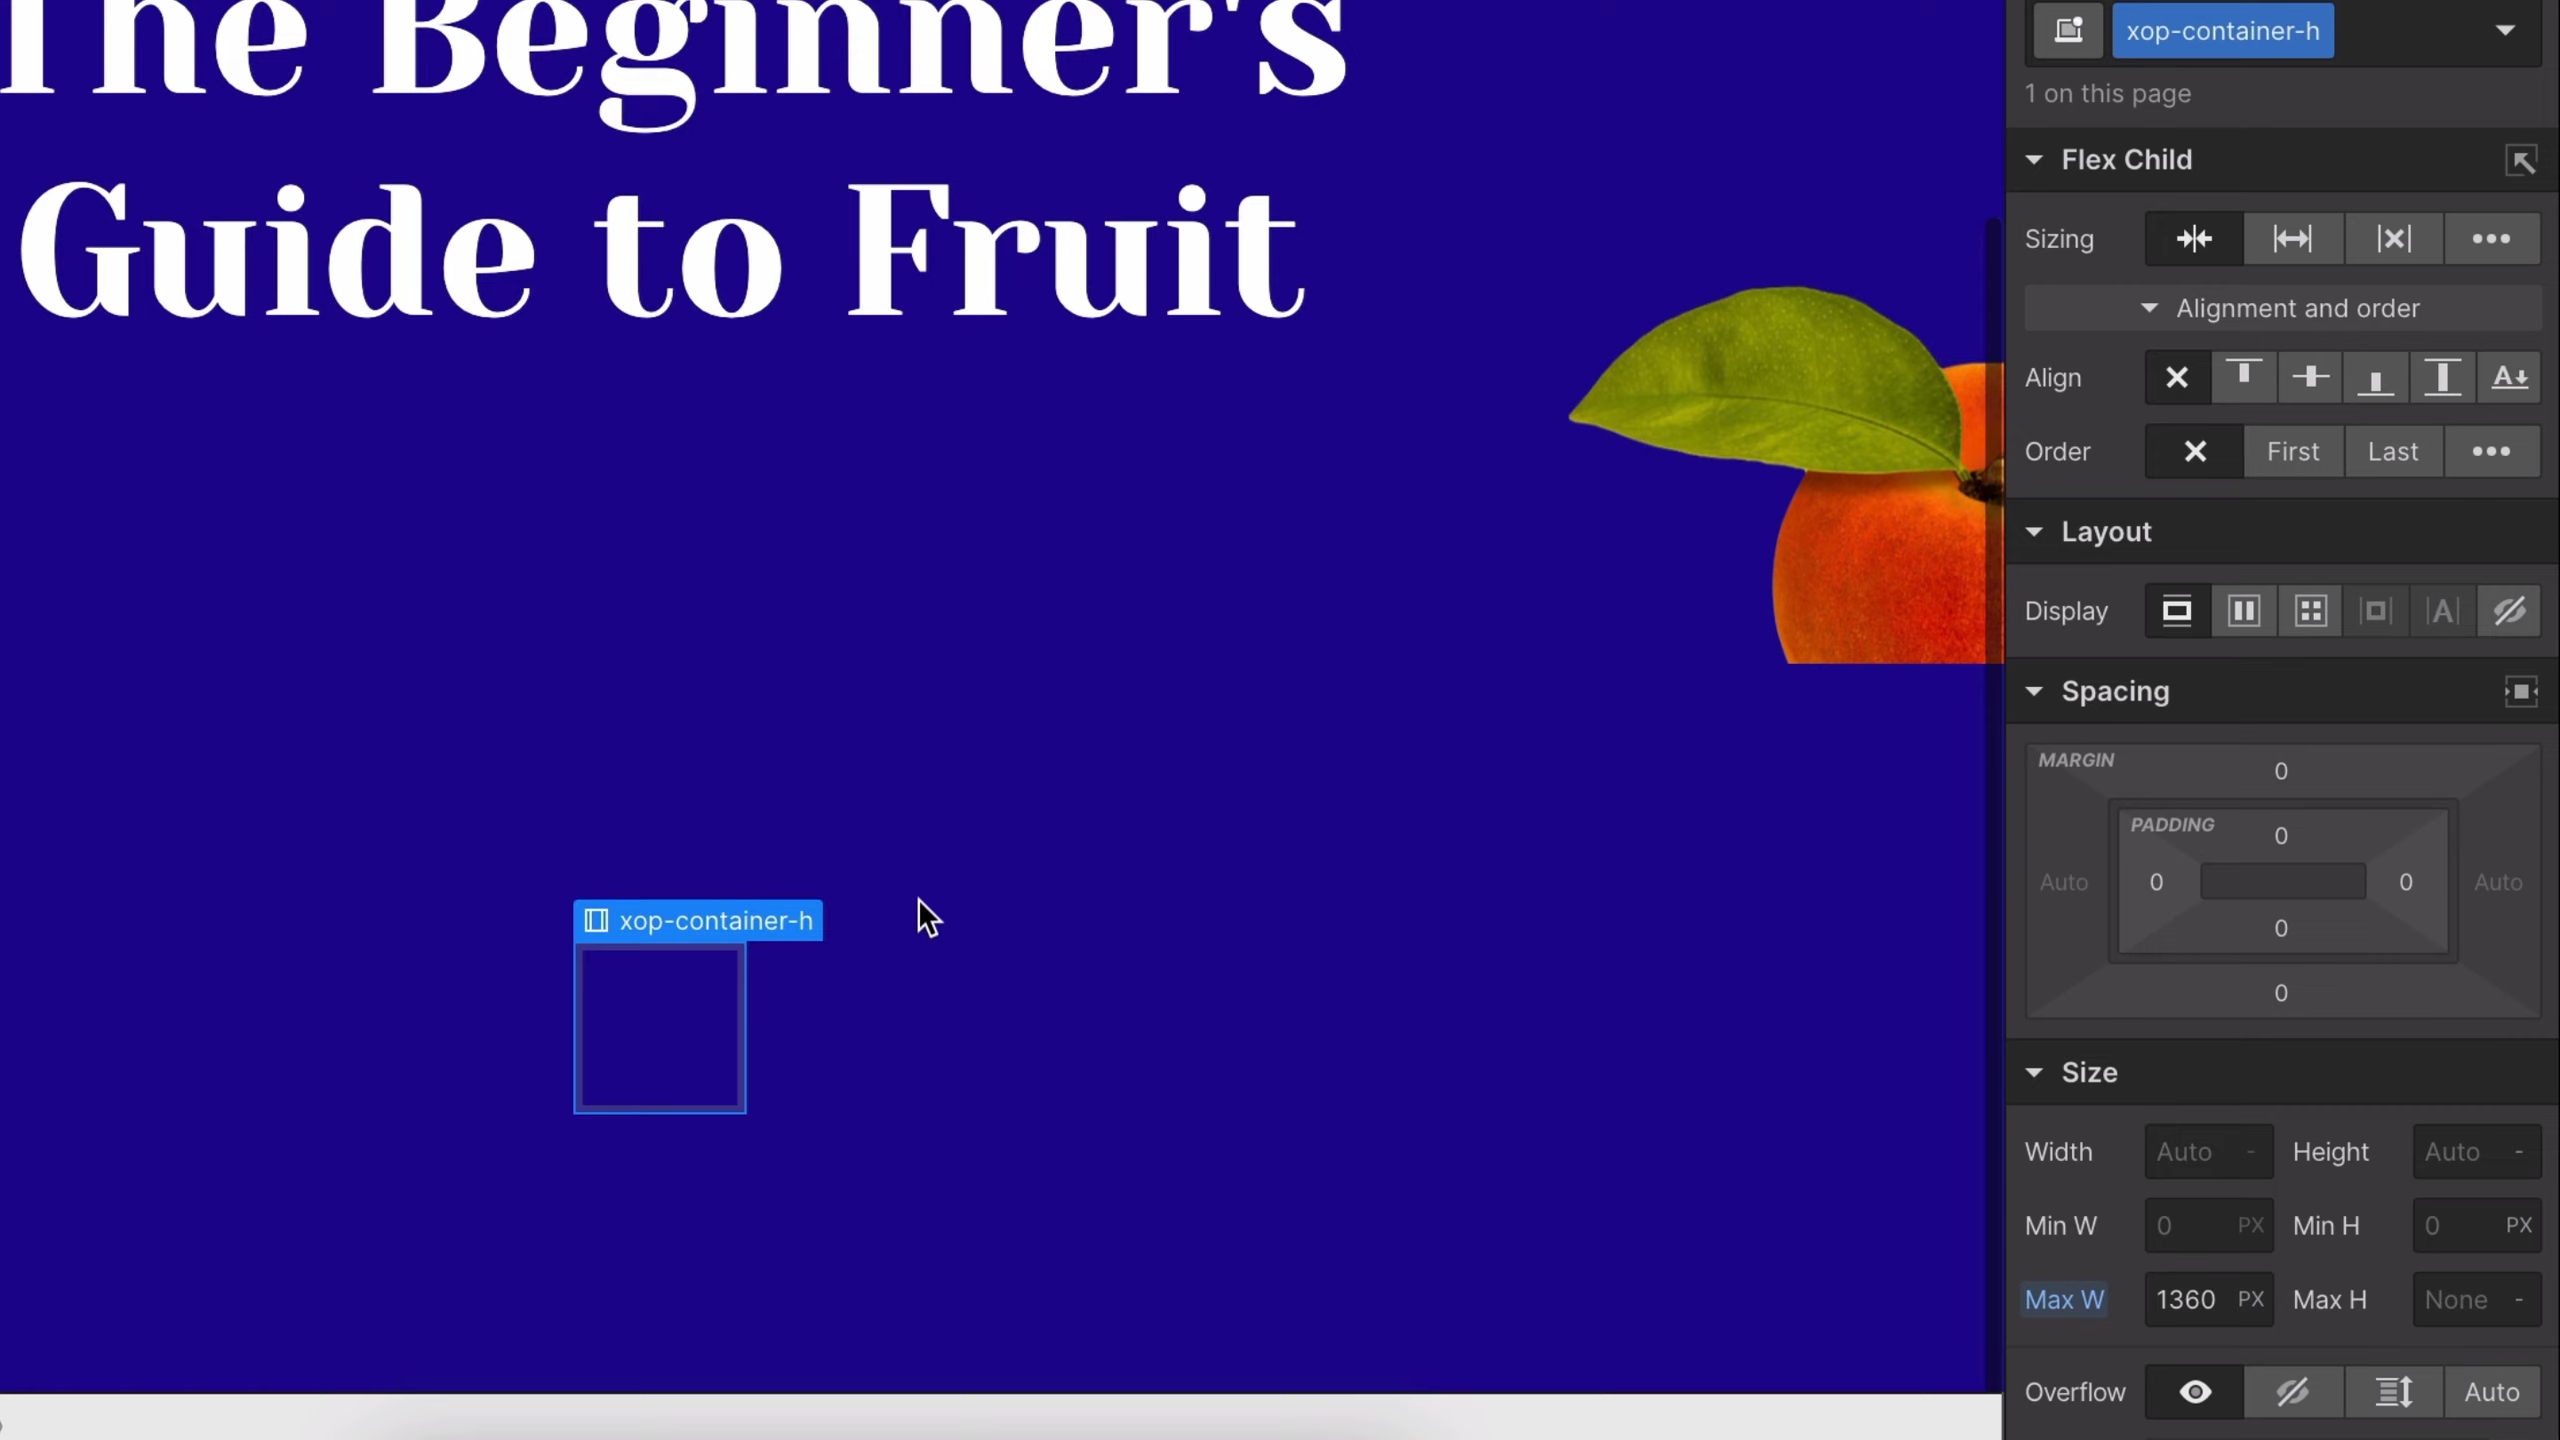 The Beginner's
Guide to Fruit
xop-container-h
xop-container-h
1 on this page
Flex Child
Sizing
Alignment and order
Align
Order First Last
Layout
Display
Spacing
MARGIN
0
PADDING
0
Auto 0 0 Auto
0
0
Size
Width Auto - Height Auto -
Min W 0 PX Min H 0 PX
Max W 1360 PX Max H None -
Overflow Auto